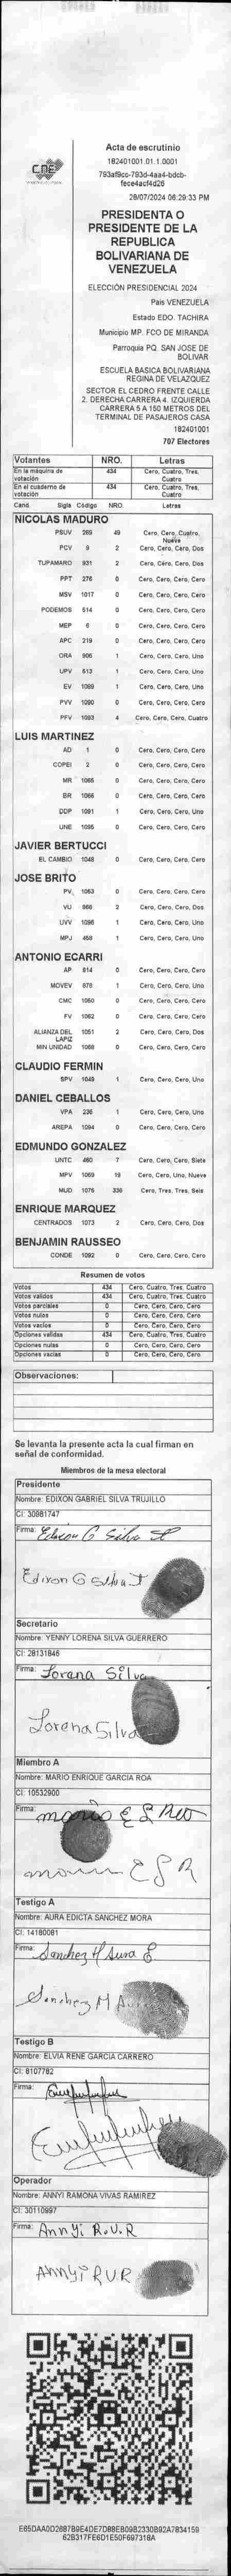 CNE
Acta de escrutinio
182401001.01.1.0001
793af9cc-793d-4aa4-bdcb-
fece4acf4d26
28/07/2024 06:29:33 PM
PRESIDENTA O
PRESIDENTE DE LA
REPUBLICA
BOLIVARIANA DE
VENEZUELA
ELECCIÓN PRESIDENCIAL 2024
País VENEZUELA
Estado EDO. TACHIRA
Municipio MP. FCO DE MIRANDA
Parroquia PQ. SAN JOSE DE
BOLIVAR
ESCUELA BASICA BOLIVARIANA
REGINA DE VELAZQUEZ
SECTOR EL CEDRO FRENTE CALLE
2. DERECHA CARRERA 4. IZQUIERDA
CARRERA 5 A 150 METROS DEL
TERMINAL DE PASAJEROS CASA
182401001
707 Electores
Votantes NRO. Letras
En la máquina de votación 434 Cero, Cuatro, Tres, Cuatro
En el cuaderno de votación 434 Cero, Cuatro, Tres, Cuatro
Cand. Sigla Código NRO. Letras
NICOLAS MADURO
PSUV 269 49 Cero, Cero, Cuatro, Nueve
PCV 9 2 Cero, Cero, Cero, Dos
TUPAMARO 931 2 Cero, Cero, Cero, Dos
PPT 276 0 Cero, Cero, Cero, Cero
MSV 1017 0 Cero, Cero, Cero, Cero
PODEMOS 514 0 Cero, Cero, Cero, Cero
MEP 6 0 Cero, Cero, Cero, Cero
APC 219 0 Cero, Cero, Cero, Cero
ORA 906 1 Cero, Cero, Cero, Uno
UPV 613 1 Cero, Cero, Cero, Uno
EV 1089 1 Cero, Cero, Cero, Uno
PVV 1090 0 Cero, Cero, Cero, Cero
PFV 1093 4 Cero, Cero, Cero, Cuatro
LUIS MARTINEZ
AD 1 0 Cero, Cero, Cero, Cero
COPEI 2 0 Cero, Cero, Cero, Cero
MR 1065 0 Cero, Cero, Cero, Cero
BR 1066 0 Cero, Cero, Cero, Cero
DDP 1091 1 Cero, Cero, Cero, Uno
UNE 1095 0 Cero, Cero, Cero, Cero
JAVIER BERTUCCI
EL CAMBIO 1048 0 Cero, Cero, Cero, Cero
JOSE BRITO
PV 1053 0 Cero, Cero, Cero, Cero
VU 868 2 Cero, Cero, Cero, Dos
UVV 1096 1 Cero, Cero, Cero, Uno
MPJ 459 1 Cero, Cero, Cero, Uno
ANTONIO ECARRI
AP 814 0 Cero, Cero, Cero, Cero
MOVEV 879 1 Cero, Cero, Cero, Uno
CMC 1050 0 Cero, Cero, Cero, Cero
FV 1062 0 Cero, Cero, Cero, Cero
ALIANZA DEL LAPIZ 1051 2 Cero, Cero, Cero, Dos
MIN UNIDAD 1068 0 Cero, Cero, Cero, Cero
CLAUDIO FERMIN
SPV 1049 1 Cero, Cero, Cero, Uno
DANIEL CEBALLOS
VPA 236 1 Cero, Cero, Cero, Uno
AREPA 1094 0 Cero, Cero, Cero, Cero
EDMUNDO GONZALEZ
UNTC 460 7 Cero, Cero, Cero, Siete
MPV 1069 19 Cero, Cero, Uno, Nueve
MUD 1076 336 Cero, Tres, Tres, Seis
ENRIQUE MARQUEZ
CENTRADOS 1073 2 Cero, Cero, Cero, Dos
BENJAMIN RAUSSEO
CONDE 1092 0 Cero, Cero, Cero, Cero
Resumen de votos
Votos 434 Cero, Cuatro, Tres, Cuatro
Votos validos 434 Cero, Cuatro, Tres, Cuatro
Votos parciales 0 Cero, Cero, Cero, Cero
Votos nulos 0 Cero, Cero, Cero, Cero
Votos vacios 0 Cero, Cero, Cero, Cero
Opciones validas 434 Cero, Cuatro, Tres, Cuatro
Opciones nulas 0 Cero, Cero, Cero, Cero
Opciones vacias 0 Cero, Cero, Cero, Cero
Observaciones:
Se levanta la presente acta la cual firman en
señal de conformidad.
Miembros de la mesa electoral
Presidente
Nombre: EDIXON GABRIEL SILVA TRUJILLO
CI: 30981747
Firma: Edixon G Silva T
Edixon G Silva T
Secretario
Nombre: YENNY LORENA SILVA GUERRERO
CI: 28131846
Firma: Lorena Silva
Lorena Silva
Miembro A
Nombre: MARIO ENRIQUE GARCIA ROA
CI: 10532900
Firma:
Testigo A
Nombre: AURA EDICTA SANCHEZ MORA
CI: 14180081
Firma: Sanchez M Aura E
Sanchez M Aura
Testigo B
Nombre: ELVIA RENE GARCIA CARRERO
CI: 8107782
Firma:
Operador
Nombre: ANNYI RAMONA VIVAS RAMIREZ
CI: 30110997
Firma: Annyi R.V.R
Annyi RVR
E65DAA0D2687B9E4DE7D88EB09B2330B92A7834159
62B317FE6D1E50F697318A